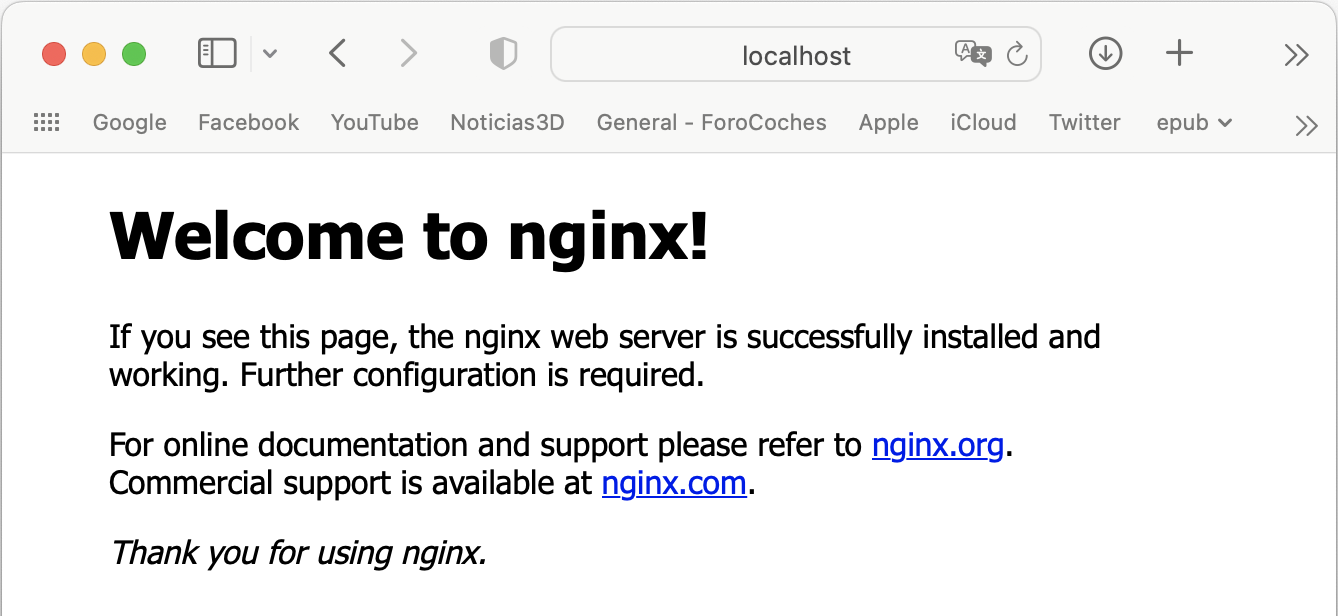 localhost
Google Facebook YouTube Noticias3D General - ForoCoches Apple iCloud Twitter epub
Welcome to nginx!
If you see this page, the nginx web server is successfully installed and
working. Further configuration is required.
For online documentation and support please refer to nginx.org.
Commercial support is available at nginx.com.
Thank you for using nginx.